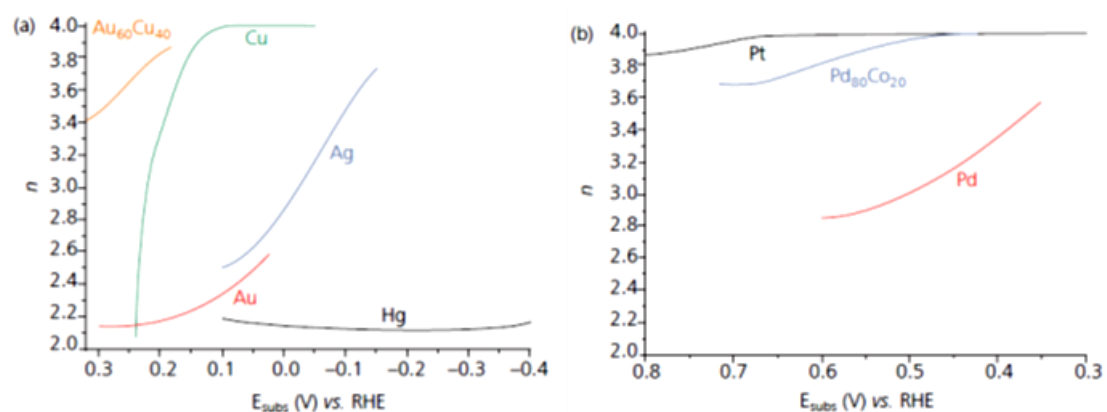 (a)
4.0
3.8
3.6
3.4
3.2
3.0
2.8
2.6
2.4
2.2
2.0
n
Au60Cu40
Cu
Ag
Au
Hg
0.3 0.2 0.1 0.0 –0.1 –0.2 –0.3 –0.4
Esubs (V) vs. RHE
(b)
4.0
3.8
3.6
3.4
3.2
3.0
2.8
2.6
2.4
2.2
2.0
n
Pt
Pd80Co20
Pd
0.8 0.7 0.6 0.5 0.4 0.3
Esubs (V) vs. RHE